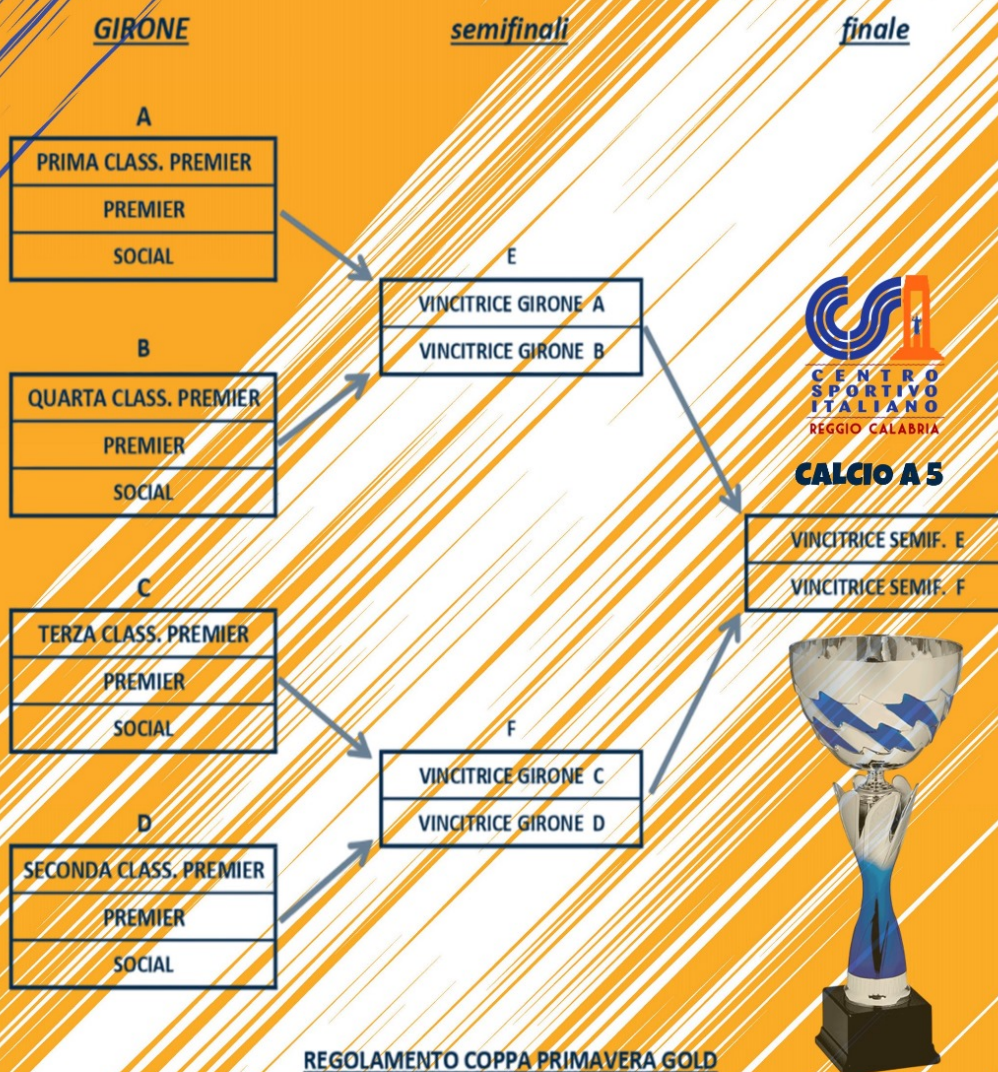 GIRONE
semifinali
finale
A
PRIMA CLASS. PREMIER
PREMIER
SOCIAL
B
QUARTA CLASS. PREMIER
PREMIER
SOCIAL
C
TERZA CLASS. PREMIER
PREMIER
SOCIAL
D
SECONDA CLASS. PREMIER
PREMIER
SOCIAL
E
VINCITRICE GIRONE A
VINCITRICE GIRONE B
F
VINCITRICE GIRONE C
VINCITRICE GIRONE D
CSI
CENTRO
SPORTIVO
ITALIANO
REGGIO CALABRIA
CALCIO A 5
VINCITRICE SEMIF. E
VINCITRICE SEMIF. F
REGOLAMENTO COPPA PRIMAVERA GOLD